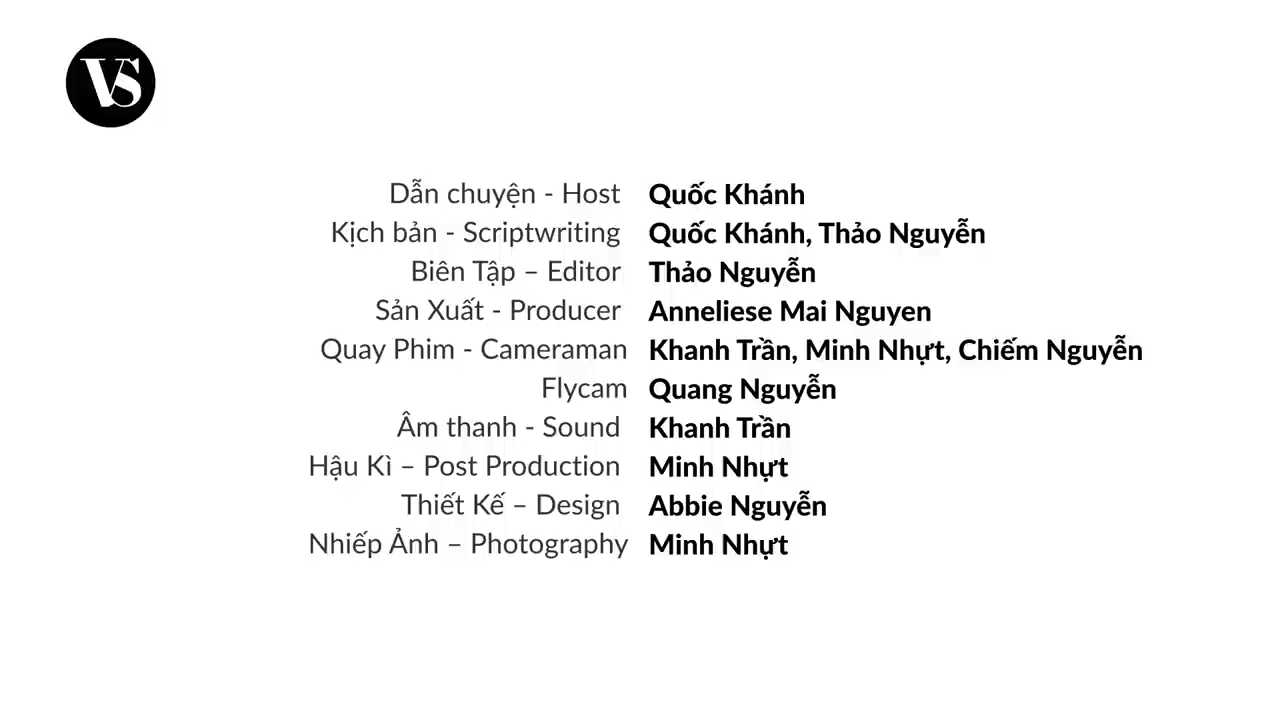 VS
Dẫn chuyện - Host Quốc Khánh
Kịch bản - Scriptwriting Quốc Khánh, Thảo Nguyễn
Biên Tập – Editor Thảo Nguyễn
Sản Xuất - Producer Anneliese Mai Nguyen
Quay Phim - Cameraman Khanh Trần, Minh Nhựt, Chiếm Nguyễn
Flycam Quang Nguyễn
Âm thanh - Sound Khanh Trần
Hậu Kì – Post Production Minh Nhựt
Thiết Kế – Design Abbie Nguyễn
Nhiếp Ảnh – Photography Minh Nhựt